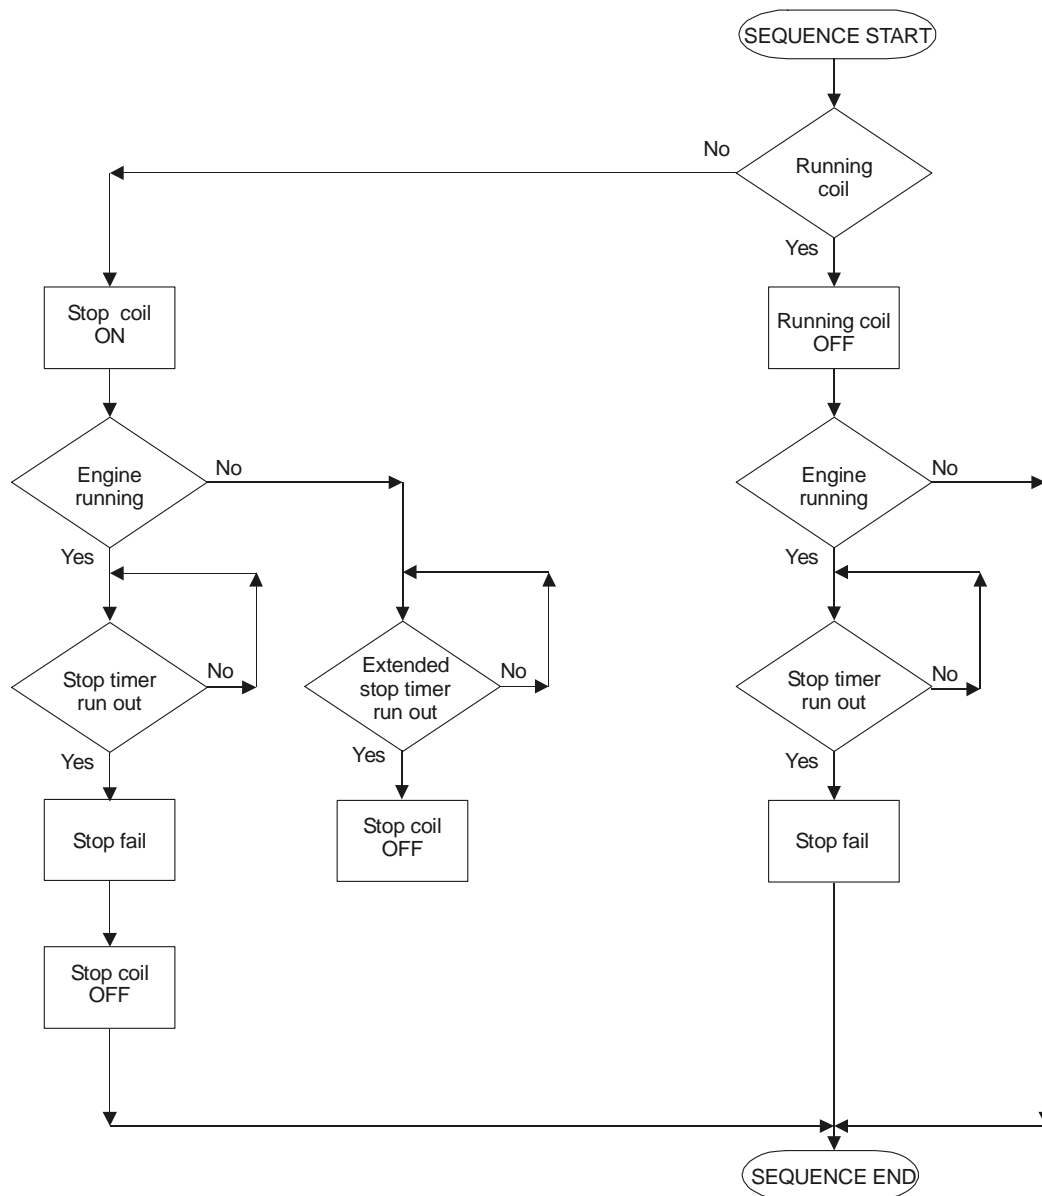 SEQUENCE START
No
Running
coil
Yes
Stop coil
ON
Running coil
OFF
Engine
running
No
Yes
Engine
running
No
Yes
Stop timer
run out
No
Yes
Extended
stop timer
run out
No
Yes
Stop timer
run out
No
Yes
Stop fail
Stop coil
OFF
Stop fail
Stop coil
OFF
SEQUENCE END